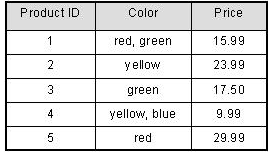 Product ID Color Price
1 red, green 15.99
2 yellow 23.99
3 green 17.50
4 yellow, blue 9.99
5 red 29.99